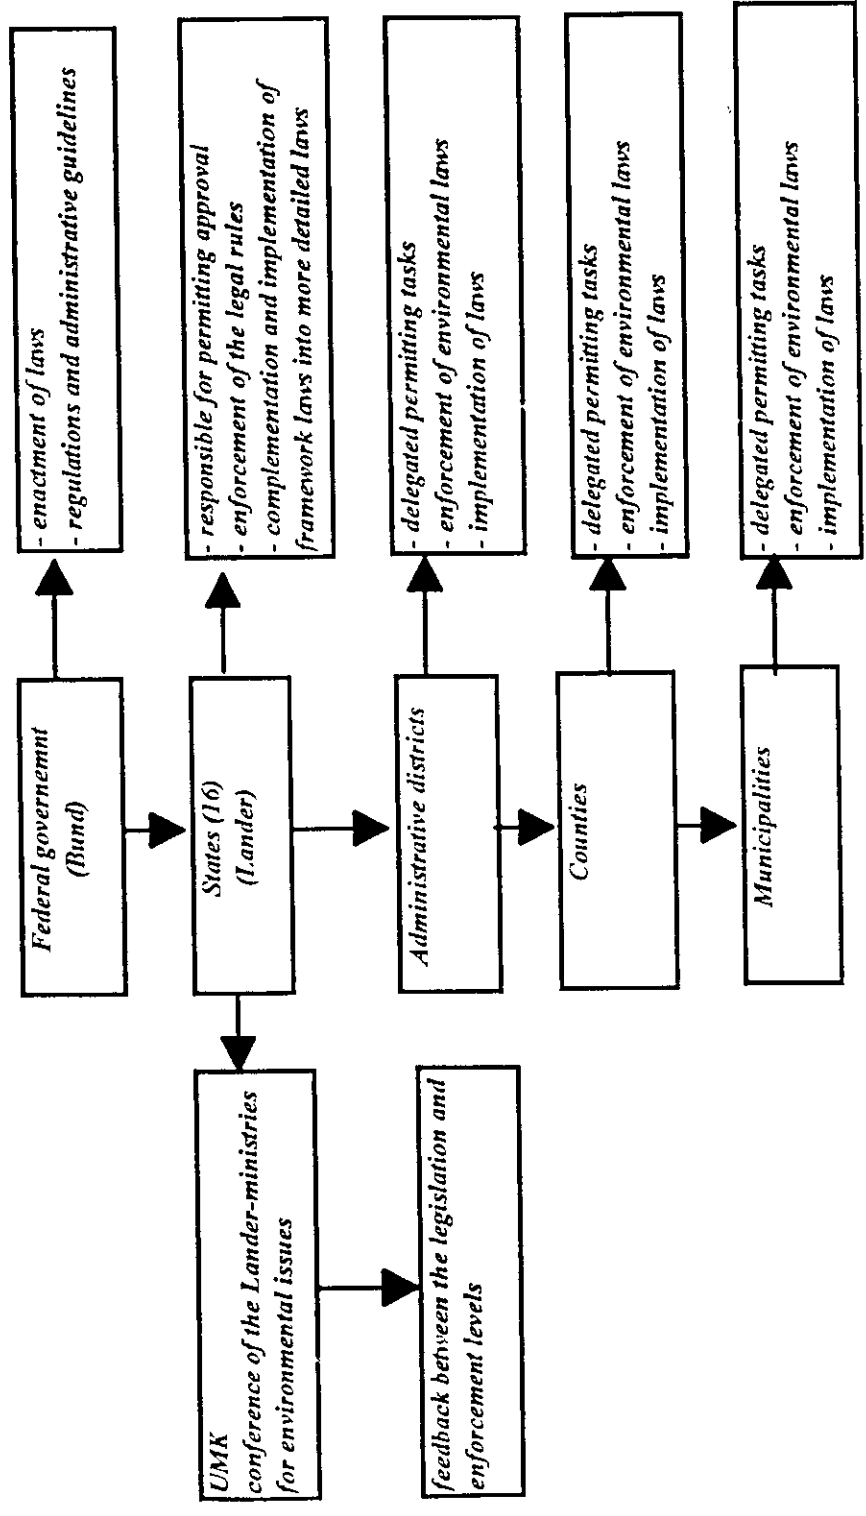 Federal governemnt
(Bund)
- enactment of laws
- regulations and administrative guidelines
UMK
conference of the Lander-ministries
for environmental issues
States (16)
(Lander)
- responsible for permitting approval
- enforcement of the legal rules
- complementation and implementation of
framework laws into more detailed laws
feedback between the legislation and
enforcement levels
Administrative districts
- delegated permitting tasks
- enforcement of environmental laws
- implementation of laws
Counties
- delegated permitting tasks
- enforcement of environmental laws
- implementation of laws
Municipalities
- delegated permitting tasks
- enforcement of environmental laws
- implementation of laws